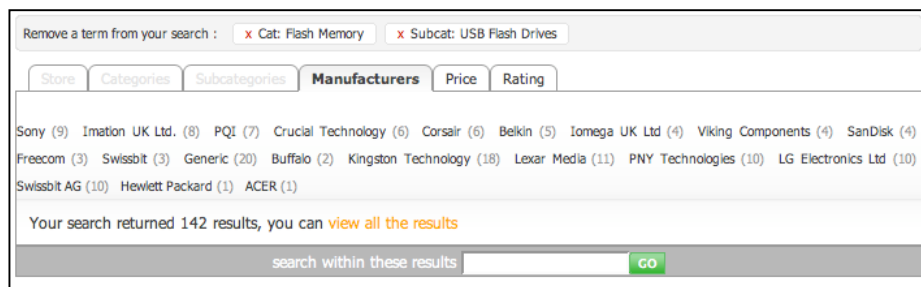 Remove a term from your search : x Cat: Flash Memory x Subcat: USB Flash Drives
Store Categories Subcategories Manufacturers Price Rating
Sony (9) Imation UK Ltd. (8) PQI (7) Crucial Technology (6) Corsair (6) Belkin (5) Iomega UK Ltd (4) Viking Components (4) SanDisk (4)
Freecom (3) Swissbit (3) Generic (20) Buffalo (2) Kingston Technology (18) Lexar Media (11) PNY Technologies (10) LG Electronics Ltd (10)
Swissbit AG (10) Hewlett Packard (1) ACER (1)
Your search returned 142 results, you can view all the results
search within these results GO